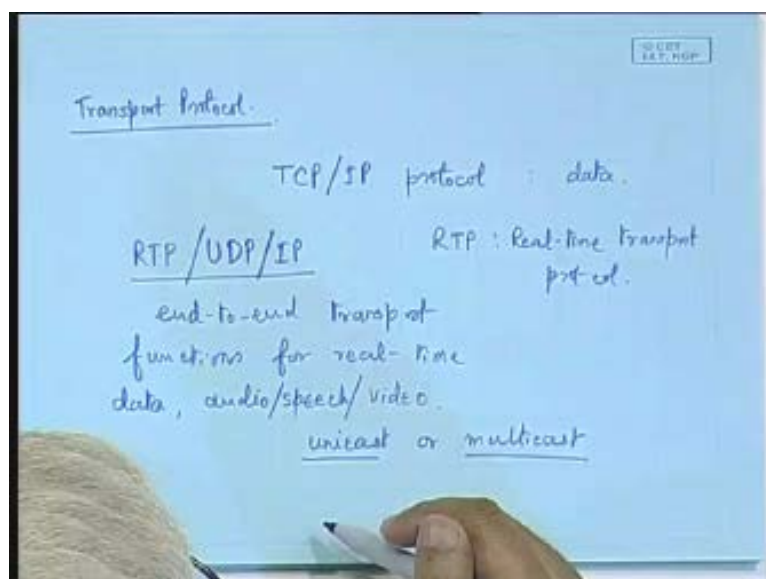 Transport Protocol.
TCP/IP protocol : data.
RTP/UDP/IP
RTP : Real-time transport
protocol.
end-to-end transport
functions for real-time
data, audio/speech/video.
unicast or multicast